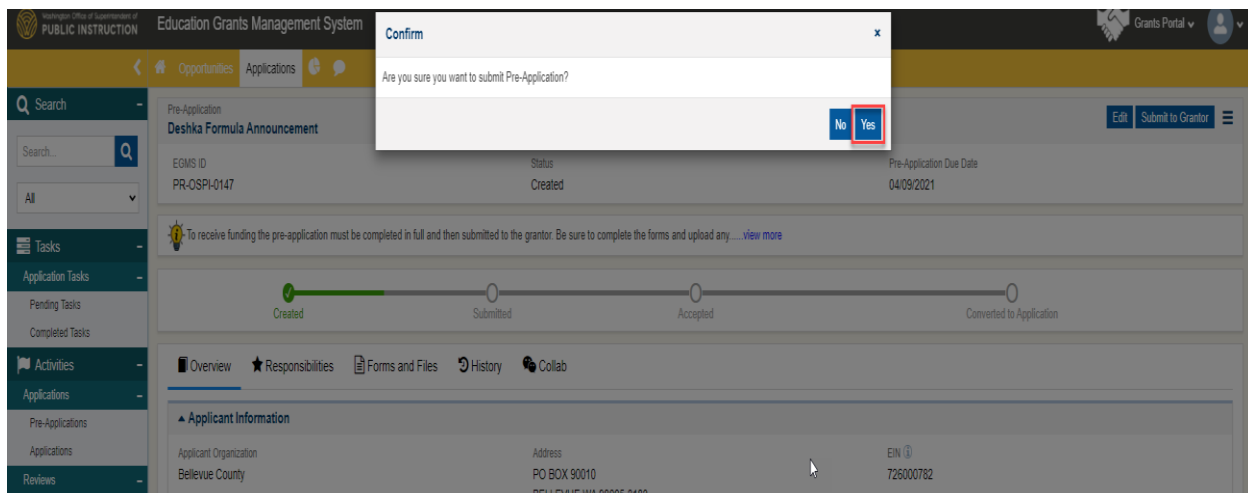 Washington Office of Superintendent of
PUBLIC INSTRUCTION
Education Grants Management System
Grants Portal
Opportunities Applications
Confirm x
Are you sure you want to submit Pre-Application?
No Yes
Search -
Search...
All
Tasks -
Application Tasks -
Pending Tasks
Completed Tasks
Activities -
Applications -
Pre-Applications
Applications
Reviews -
Pre-Application
Deshka Formula Announcement
Edit Submit to Grantor
EGMS ID Status Pre-Application Due Date
PR-OSPI-0147 Created 04/09/2021
To receive funding the pre-application must be completed in full and then submitted to the grantor. Be sure to complete the forms and upload any......view more
Created Submitted Accepted Converted to Application
Overview Responsibilities Forms and Files History Collab
Applicant Information
Applicant Organization Address EIN
Bellevue County PO BOX 90010 726000782